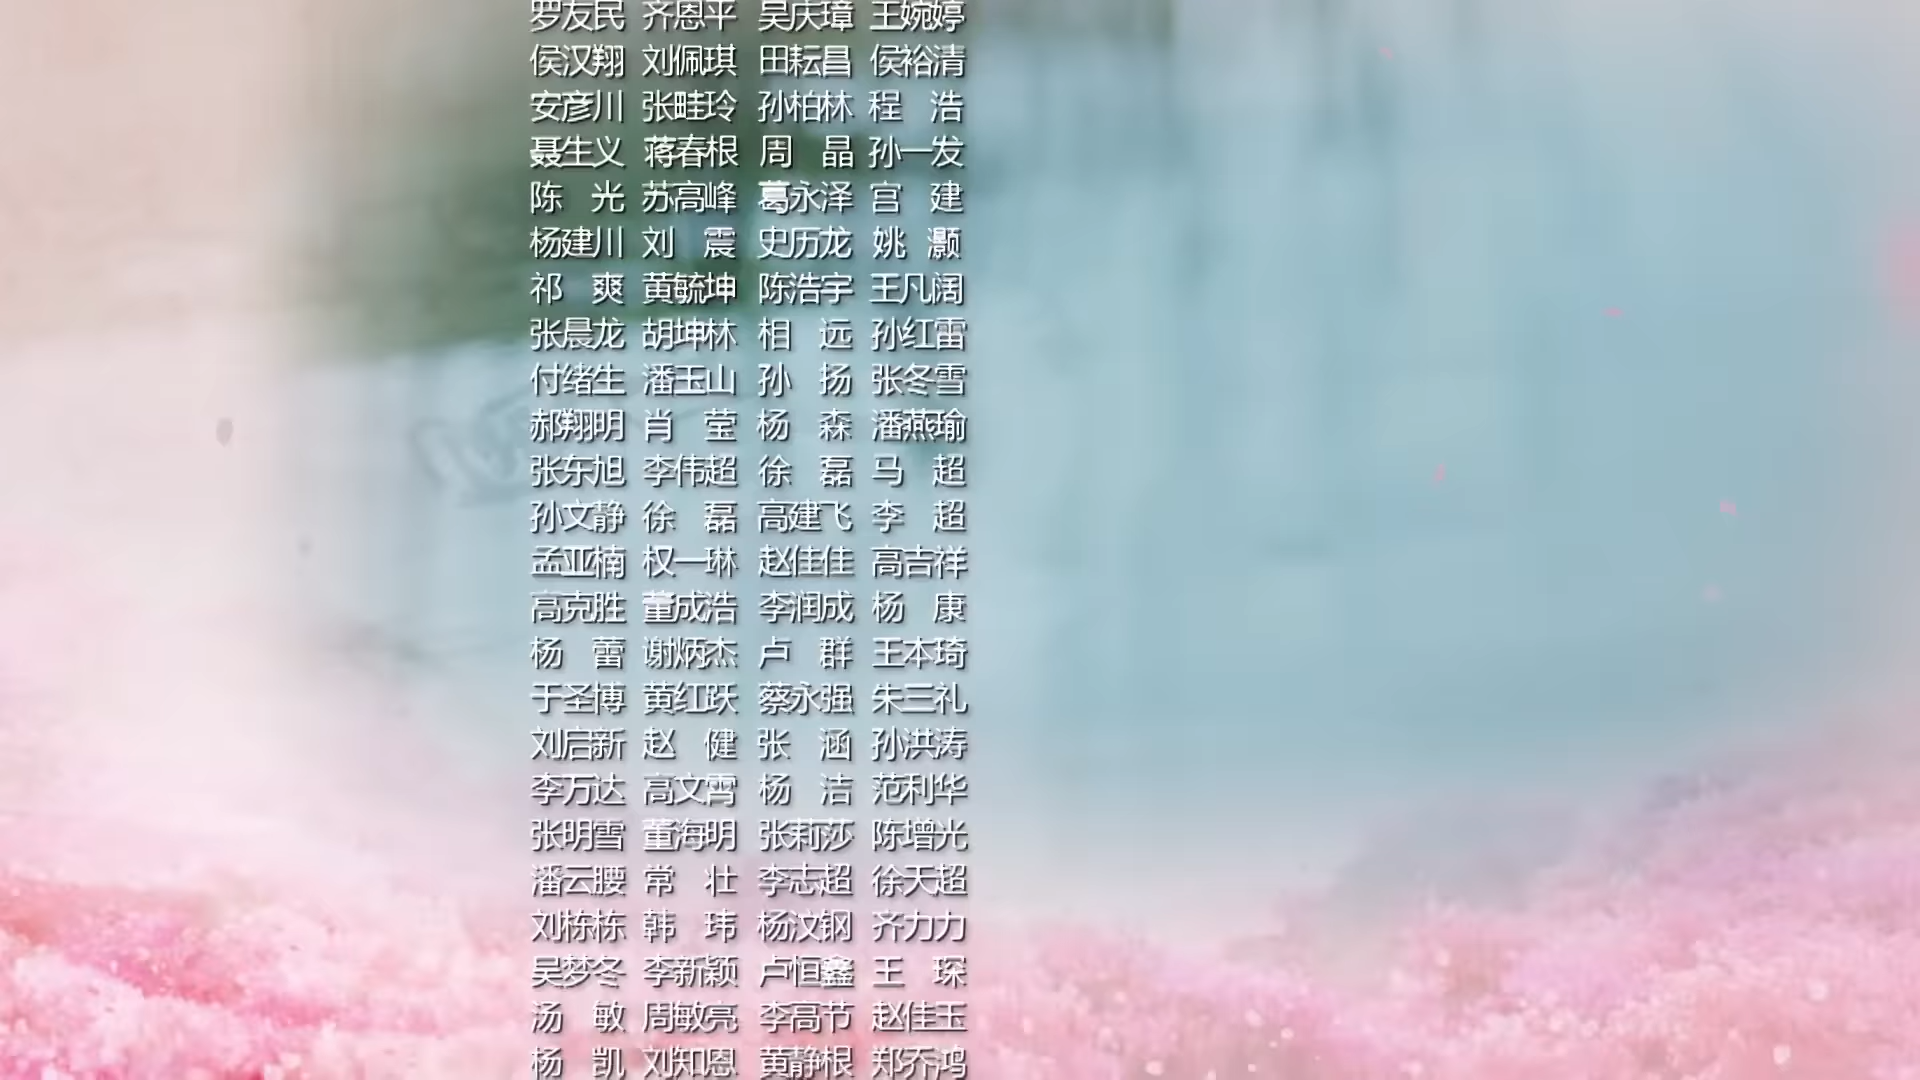 罗友民 齐恩平 吴庆璋 王婉婷
侯汉翔 刘佩琪 田耘昌 侯裕清
安彦川 张畦玲 孙柏林 程 浩
聂生义 蒋春根 周 晶 孙一发
陈 光 苏高峰 葛永泽 宫 建
杨建川 刘 震 史历龙 姚 灏
祁 爽 黄毓坤 陈浩宇 王凡阔
张晨龙 胡坤林 相 远 孙红雷
付绪生 潘玉山 孙 扬 张冬雪
郝翔明 肖 莹 杨 森 潘燕瑜
张东旭 李伟超 徐 磊 马 超
孙文静 徐 磊 高建飞 李 超
孟亚楠 权一琳 赵佳佳 高吉祥
高克胜 董成浩 李润成 杨 康
杨 蕾 谢炳杰 卢 群 王本琦
于圣博 黄红跃 蔡永强 朱三礼
刘启新 赵 健 张 涵 孙洪涛
李万达 高文霄 杨 洁 范利华
张明雪 董海明 张莉莎 陈增光
潘云腰 常 壮 李志超 徐天超
刘栋栋 韩 玮 杨汶钢 齐力力
吴梦冬 李新颖 卢恒鑫 王 琛
汤 敏 周敏亮 李高节 赵佳玉
杨 凯 刘知恩 黄静根 郑乔鸿